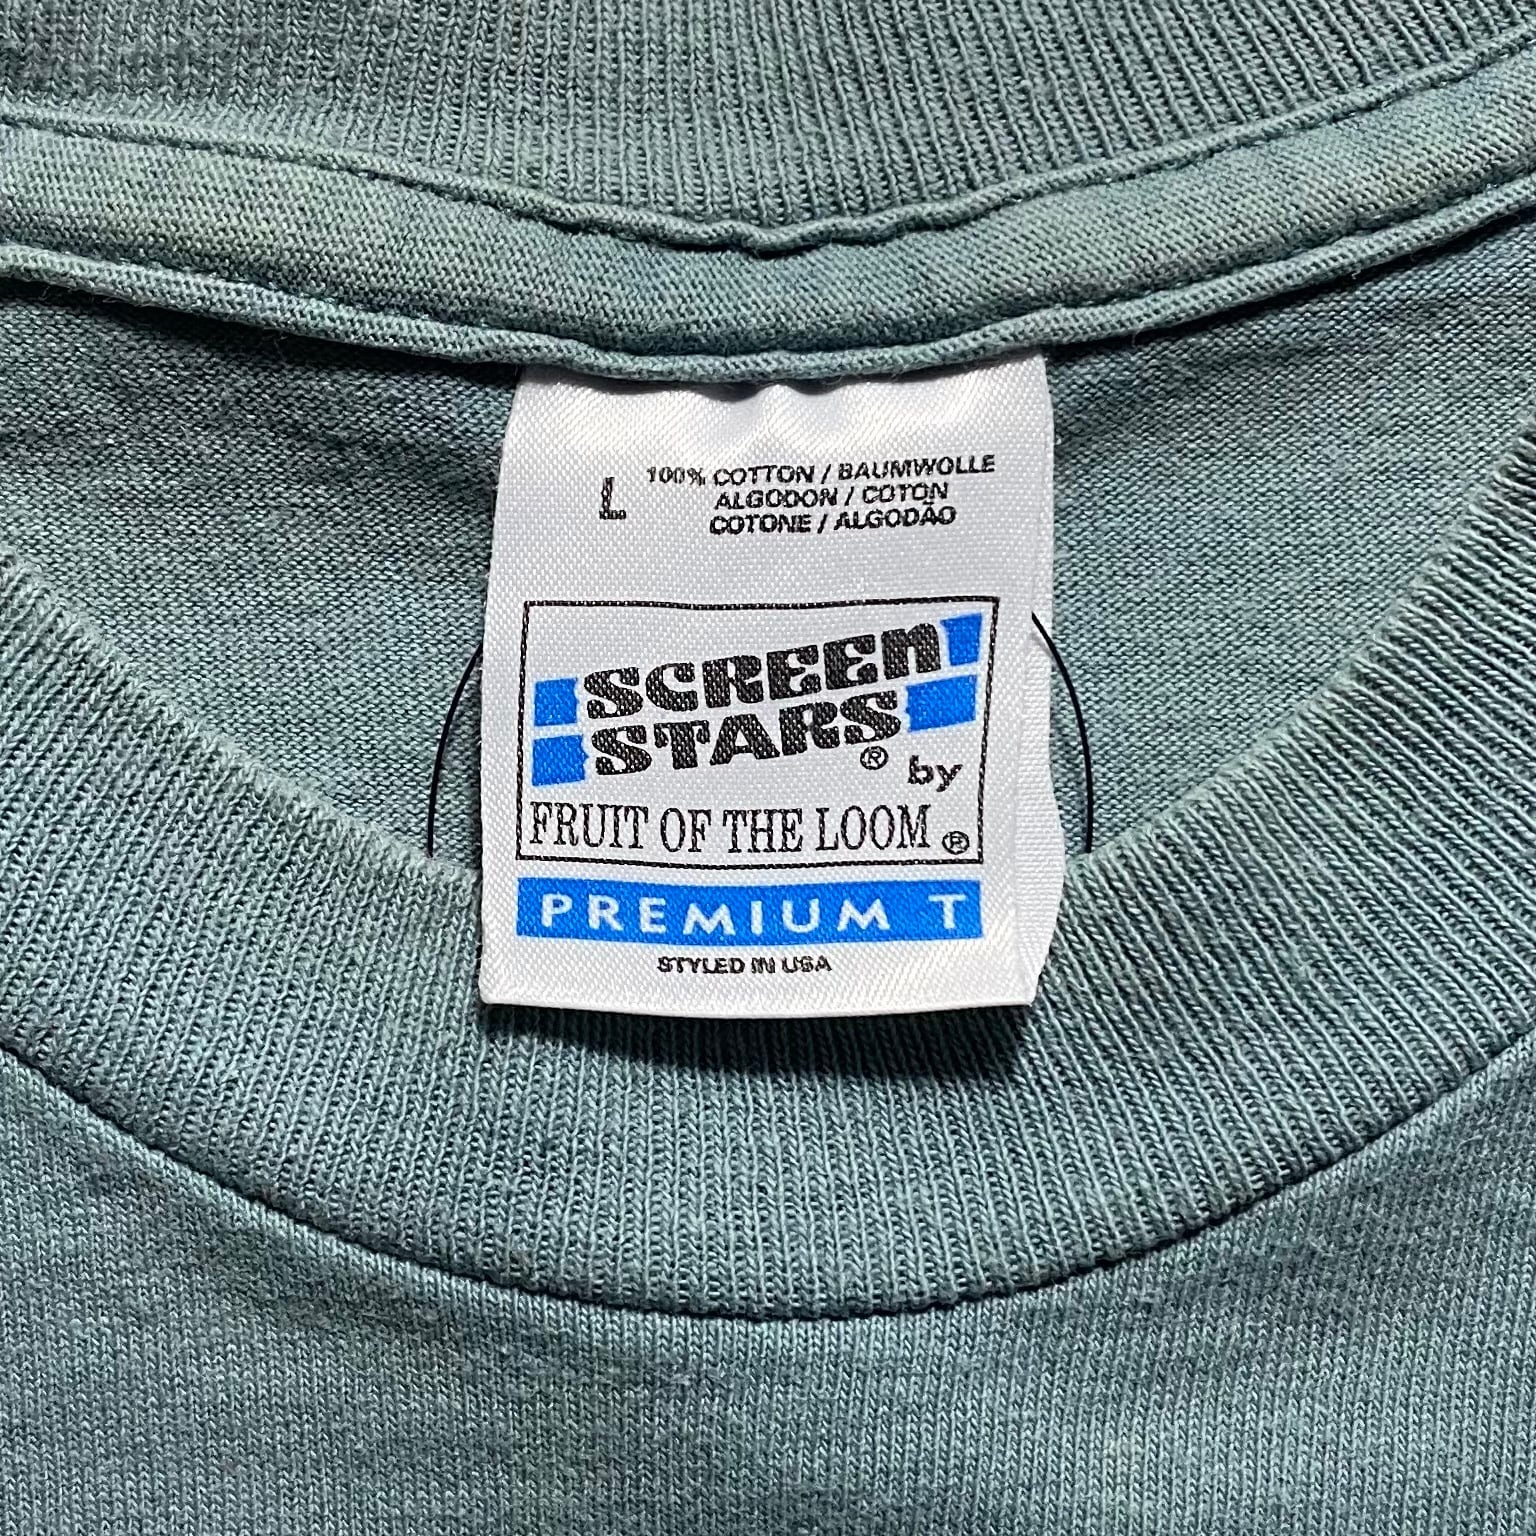 L
100% COTTON / BAUMWOLLE
ALGODON / COTON
COTONE / ALGODÃO
SCREEN
STARS® by
FRUIT OF THE LOOM®
PREMIUM T
STYLED IN USA